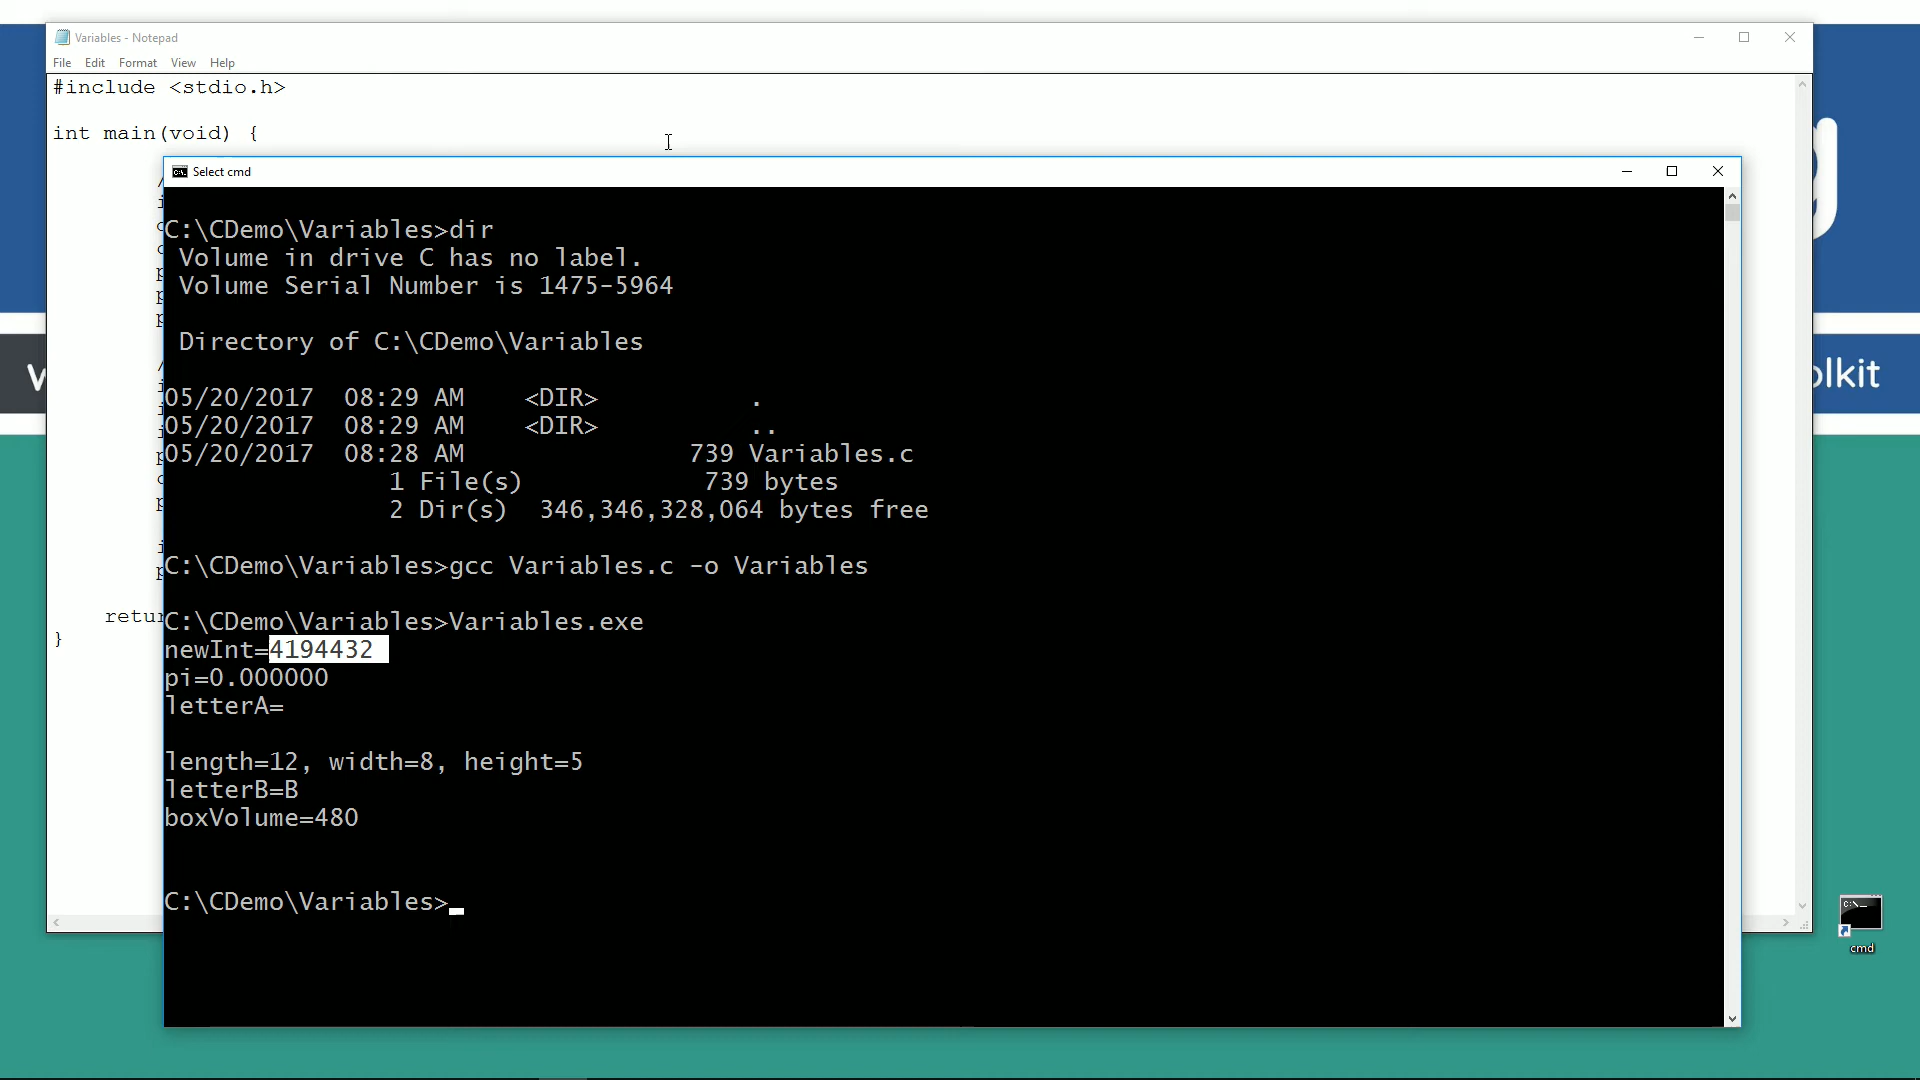 Variables - Notepad
File Edit Format View Help
#include <stdio.h>
int main(void) {
Select cmd
C:\CDemo\Variables>dir
Volume in drive C has no label.
Volume Serial Number is 1475-5964
Directory of C:\CDemo\Variables
05/20/2017 08:29 AM <DIR> .
05/20/2017 08:29 AM <DIR> ..
05/20/2017 08:28 AM 739 Variables.c
1 File(s) 739 bytes
2 Dir(s) 346,346,328,064 bytes free
C:\CDemo\Variables>gcc Variables.c -o Variables
C:\CDemo\Variables>Variables.exe
newInt=4194432
pi=0.000000
letterA=
length=12, width=8, height=5
letterB=B
boxVolume=480
C:\CDemo\Variables>
}
olkit
cmd